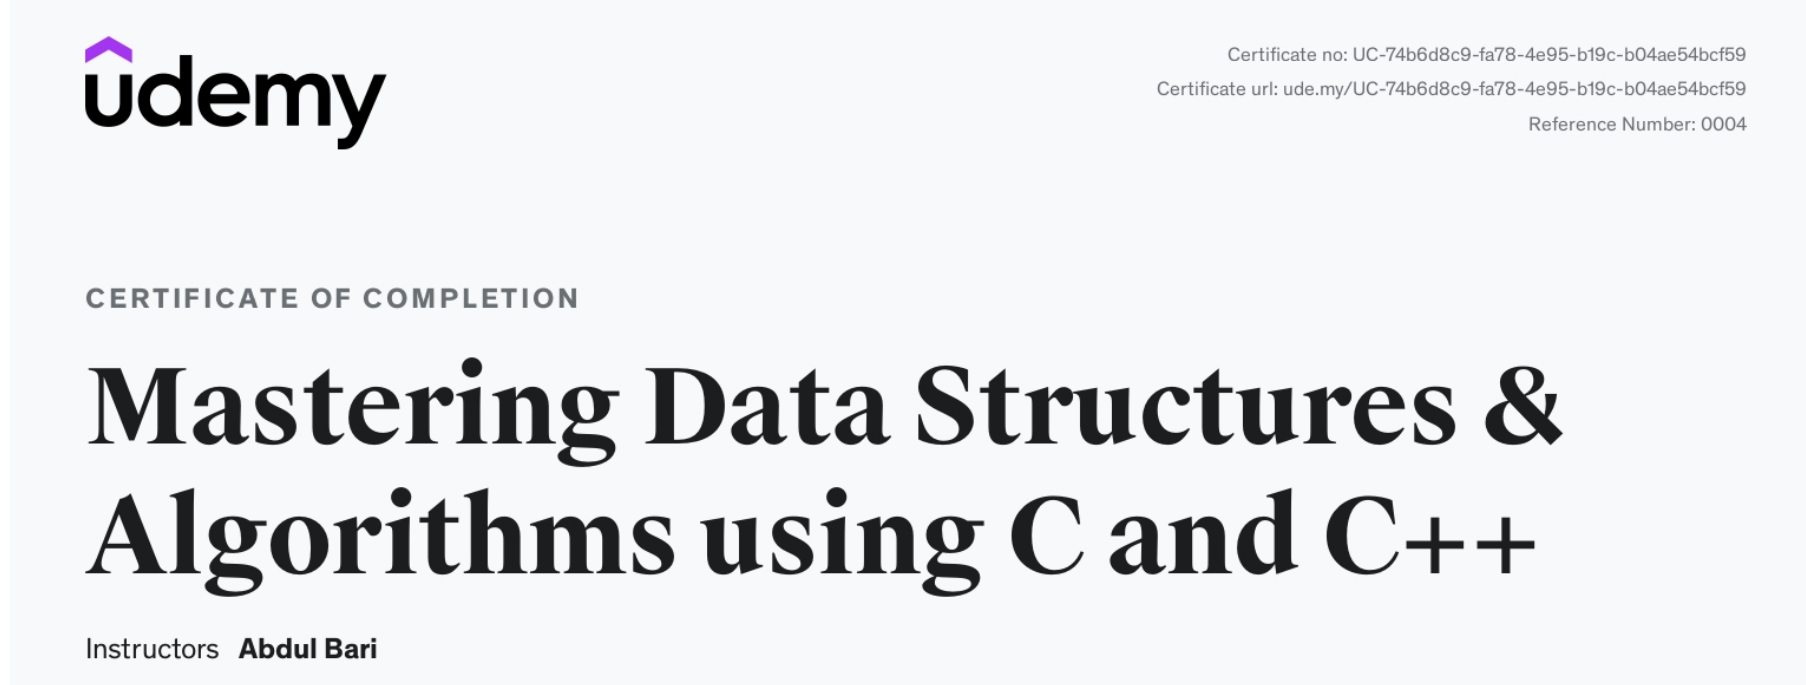 udemy
Certificate no: UC-74b6d8c9-fa78-4e95-b19c-b04ae54bcf59
Certificate url: ude.my/UC-74b6d8c9-fa78-4e95-b19c-b04ae54bcf59
Reference Number: 0004
CERTIFICATE OF COMPLETION
Mastering Data Structures &
Algorithms using C and C++
Instructors Abdul Bari